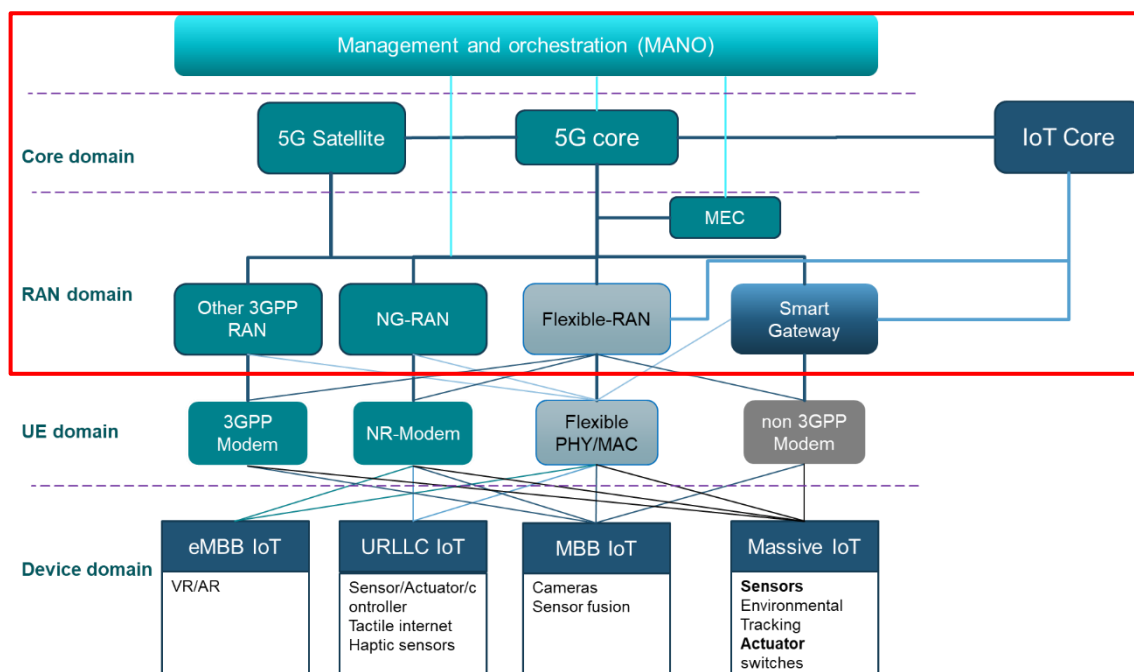 Management and orchestration (MANO)
5G Satellite
5G core
IoT Core
Core domain
MEC
RAN domain
Other 3GPP
RAN
NG-RAN
Flexible-RAN
Smart
Gateway
UE domain
3GPP
Modem
NR-Modem
Flexible
PHY/MAC
non 3GPP
Modem
Device domain
eMBB IoT
VR/AR
URLLC IoT
Sensor/Actuator/c
ontroller
Tactile internet
Haptic sensors
MBB IoT
Cameras
Sensor fusion
Massive IoT
Sensors
Environmental
Tracking
Actuator
switches